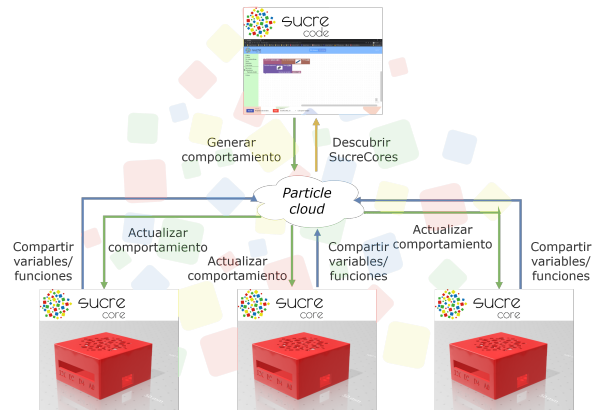 sucre
code
Generar
comportamiento
Descubrir
SucreCores
Particle
cloud
Compartir
variables/
funciones
Actualizar
comportamiento
Actualizar
comportamiento
Compartir
variables/
funciones
Actualizar
comportamiento
Compartir
variables/
funciones
sucre
core
sucre
core
sucre
core